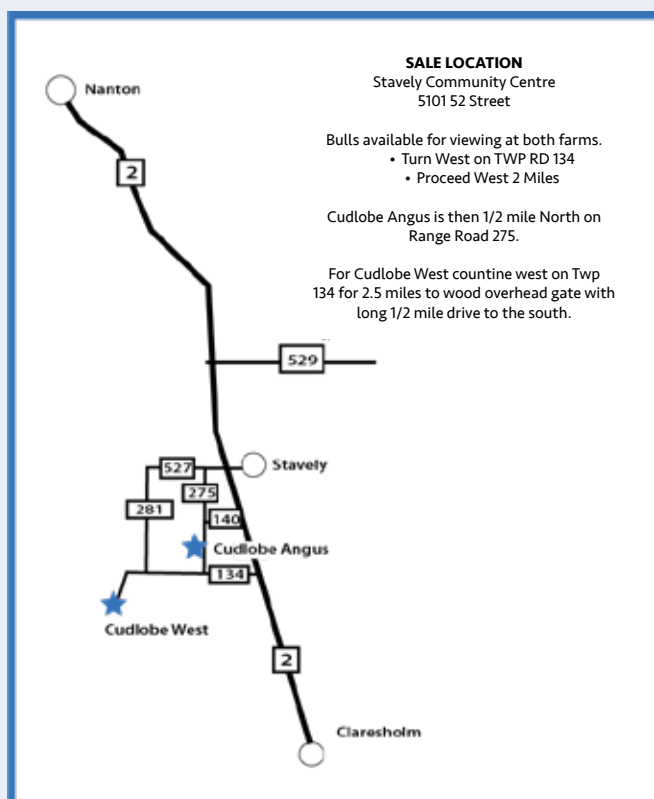 SALE LOCATION
Stavely Community Centre
5101 52 Street
Bulls available for viewing at both farms.
• Turn West on TWP RD 134
• Proceed West 2 Miles
Cudlobe Angus is then 1/2 mile North on
Range Road 275.
For Cudlobe West countine west on Twp
134 for 2.5 miles to wood overhead gate with
long 1/2 mile drive to the south.
Nanton
2
529
527
Stavely
275
281
140
Cudlobe Angus
134
Cudlobe West
2
Claresholm